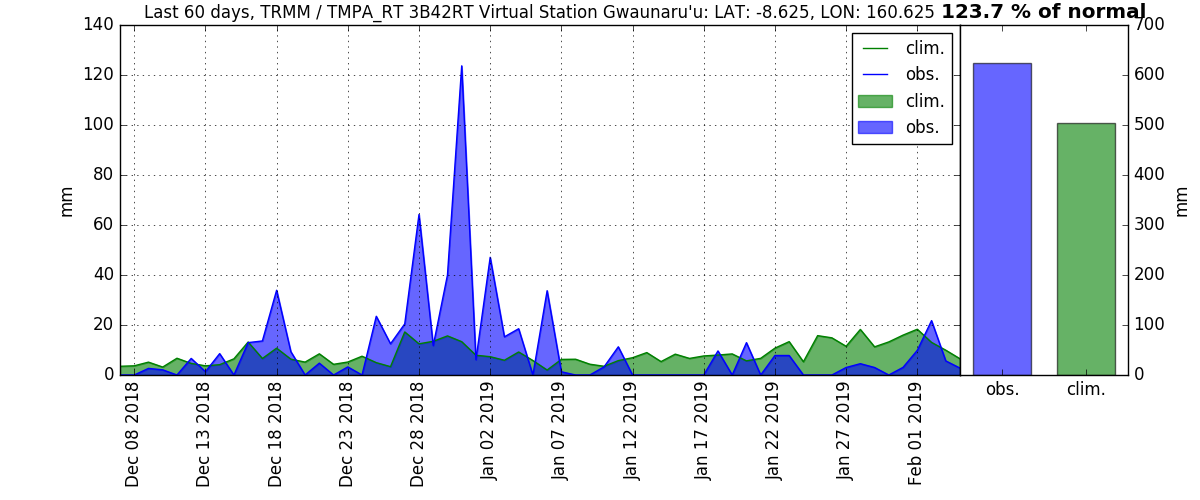 Last 60 days, TRMM / TMPA_RT 3B42RT Virtual Station Gwaunaru'u: LAT: -8.625, LON: 160.625 123.7 % of normal
140
120
100
80
60
40
20
0
mm
clim.
obs.
clim.
obs.
700
600
500
400
300
200
100
0
mm
Dec 08 2018
Dec 13 2018
Dec 18 2018
Dec 23 2018
Dec 28 2018
Jan 02 2019
Jan 07 2019
Jan 12 2019
Jan 17 2019
Jan 22 2019
Jan 27 2019
Feb 01 2019
obs.
clim.